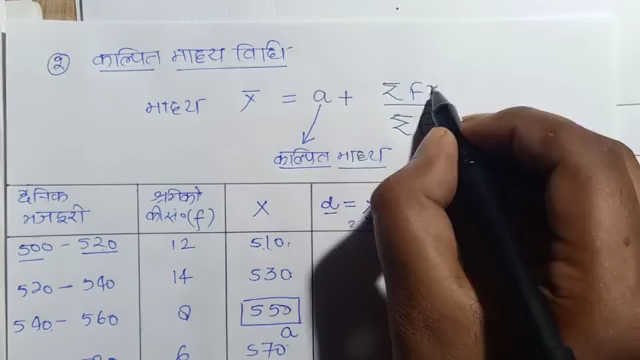 २ कल्पित माध्य विधि
माध्य x̄ = a + Σf / Σ
कल्पित माध्य
दैनिक मजदूरी श्रमिको की सं॰(f) X d =
500 – 520 12 510
520 – 540 14 530
540 – 560 8 550
a
6 570